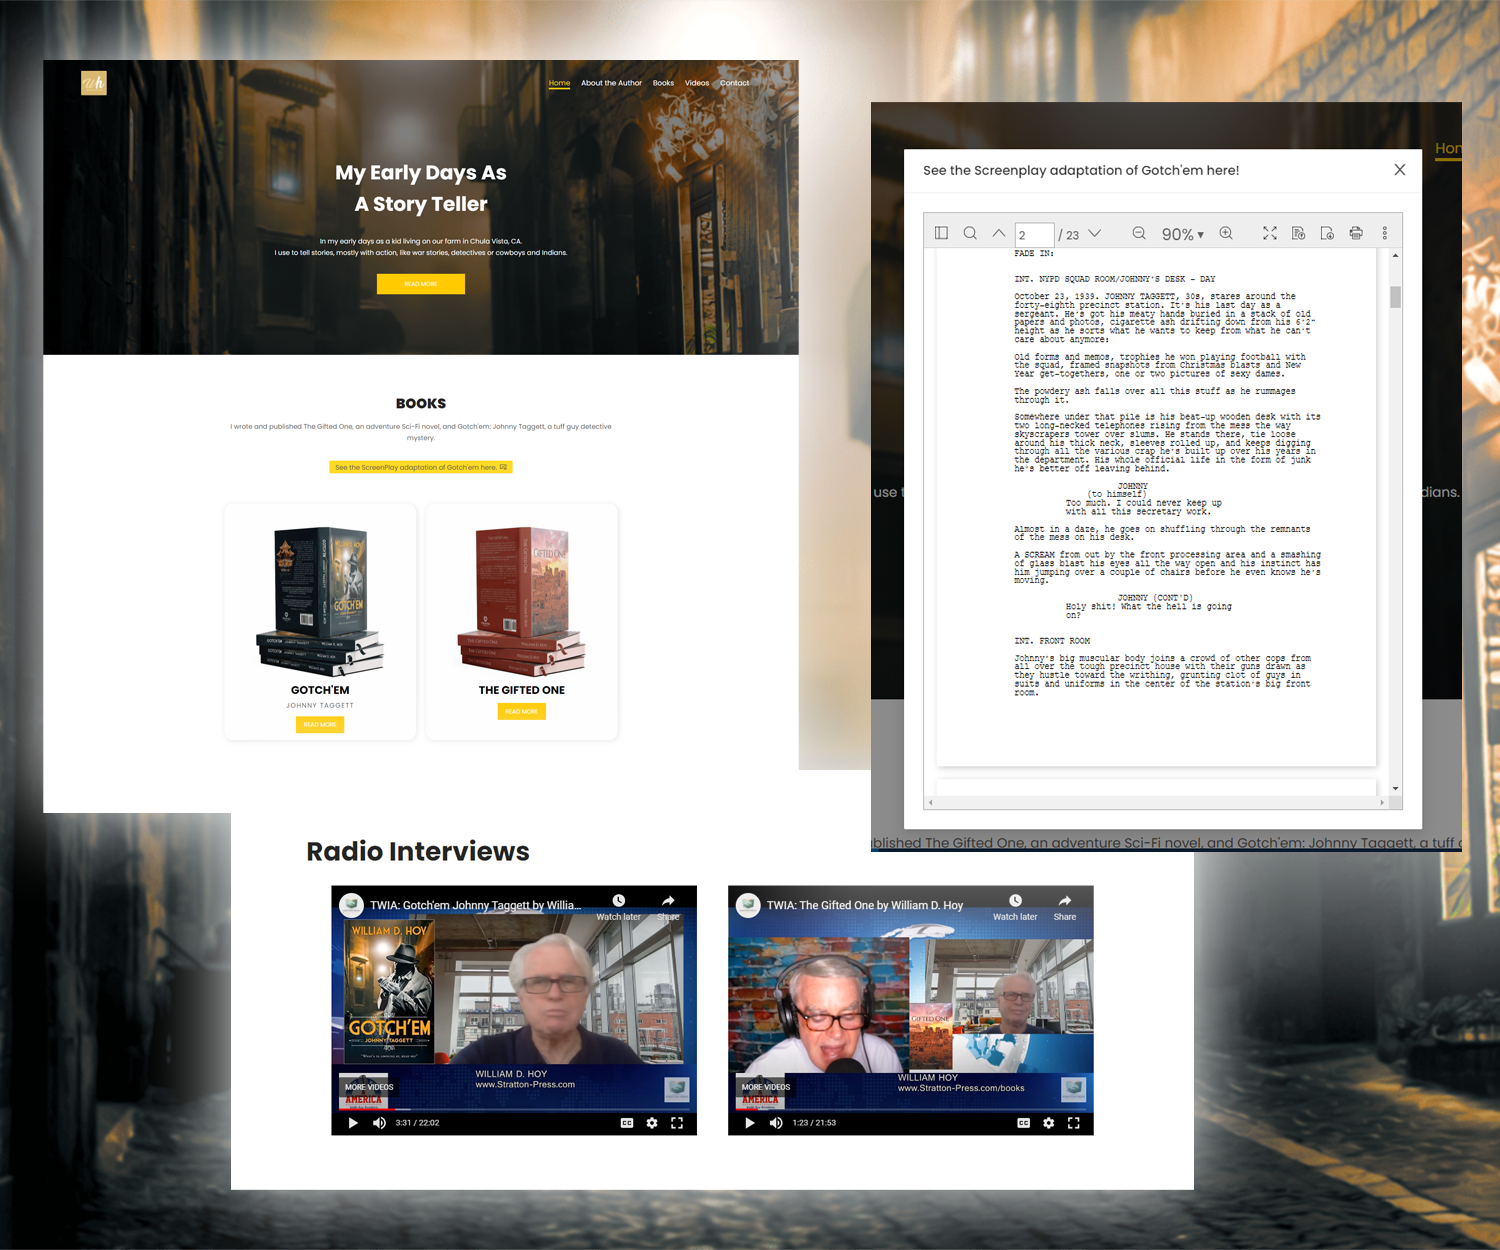 wh
Home
About the Author
Books
Videos
Contact
My Early Days As
A Story Teller
In my early days as a kid living on our farm in Chula Vista, CA.
I use to tell stories, mostly with action, like war stories, detectives or cowboys and Indians.
READ MORE
BOOKS
I wrote and published The Gifted One, an adventure Sci-Fi novel, and Gotch'em: Johnny Taggett, a tuff guy detective
mystery.
See the ScreenPlay adaptation of Gotch'em here.
GOTCH'EM
GOTCH'EM
JOHNNY TAGGETT
READ MORE
GIFTED ONE
THE GIFTED ONE
READ MORE
Hom
See the Screenplay adaptation of Gotch'em here!
2 / 23
90%
FADE IN:
INT. NYPD SQUAD ROOM/JOHNNY'S DESK - DAY
October 23, 1939. JOHNNY TAGGETT, 30s, stares around the
forty-eighth precinct station. It's his last day as a
sergeant. He's got his meaty hands buried in a stack of old
papers and photos, cigarette ash drifting down from his 6'2"
height as he sorts what he wants to keep from what he can't
care about anymore:
Old forms and memos, trophies he won playing football with
the squad, framed snapshots from Christmas blasts and New
Year get-togethers, one or two pictures of sexy dames.
The powdery ash falls over all this stuff as he rummages
through it.
Somewhere under that pile is his beat-up wooden desk with its
two long-necked telephones rising from the mess the way
skyscrapers tower over slums. He stands there, tie loose
around his thick neck, sleeves rolled up, and keeps digging
through all the various crap he's built up over his years in
the department. His whole official life in the form of junk
he's better off leaving behind.
JOHNNY
(to himself)
Too much. I could never keep up
with all this secretary work.
Almost in a daze, he goes on shuffling through the remnants
of the mess on his desk.
A SCREAM from out by the front processing area and a smashing
of glass blast his eyes all the way open and his instinct has
him jumping over a couple of chairs before he even knows he's
moving.
JOHNNY (CONT'D)
Holy shit! What the hell is going
on?
INT. FRONT ROOM
Johnny's big muscular body joins a crowd of other cops from
all over the tough precinct house with their guns drawn as
they hustle toward the writhing, grunting clot of guys in
suits and uniforms in the center of the station's big front
room.
use t
dians.
blished The Gifted One, an adventure Sci-Fi novel, and Gotch'em: Johnny Taggett, a tuff
Radio Interviews
TWIA: Gotch'em Johnny Taggett by Willia...
Watch later
Share
WILLIAM D. HOY
GOTCH'EM
JOHNNY TAGGETT
WILLIAM D. HOY
www.Stratton-Press.com
MORE VIDEOS
AMERICA
3:31 / 22:02
CC
TWIA: The Gifted One by William D. Hoy
Watch later
Share
GIFTED ONE
WILLIAM HOY
www.Stratton-Press.com/books
MORE VIDEOS
AMERICA
1:23 / 21:53
CC